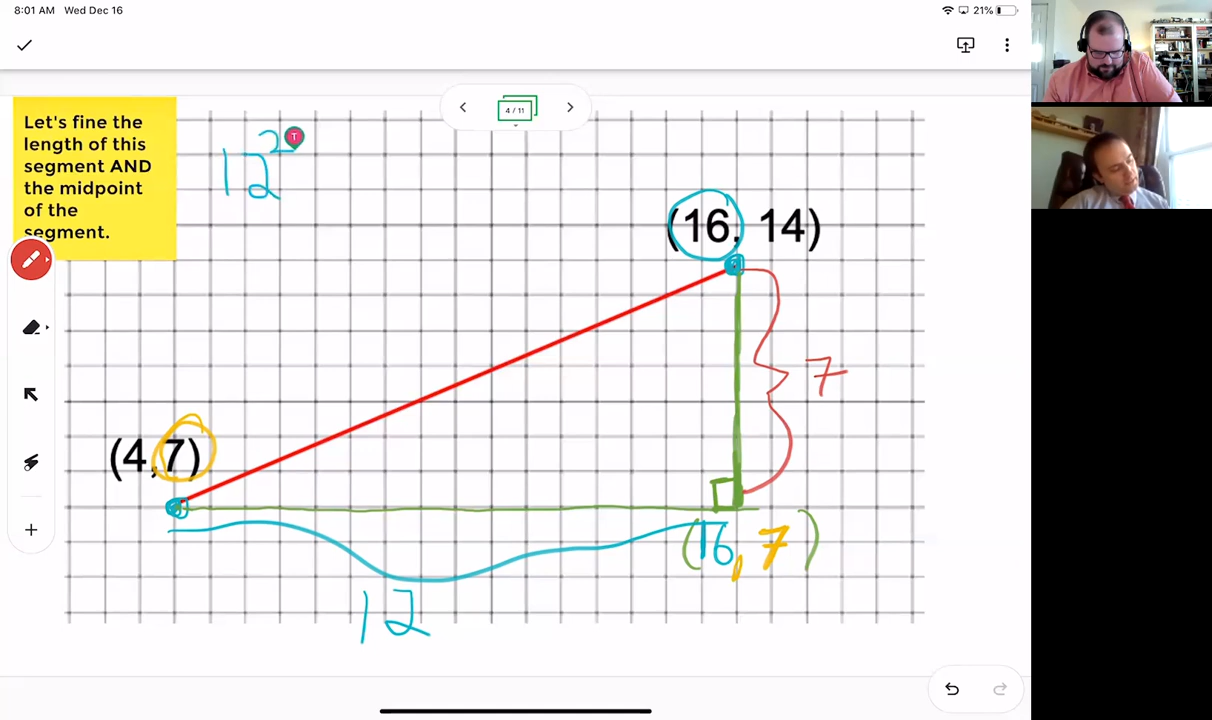 8:01 AM Wed Dec 16
21%
4 / 11
Let's fine the
length of this
segment AND
the midpoint
of the
segment.
12²
T
(16, 14)
7
(4,7)
(16, 7)
12